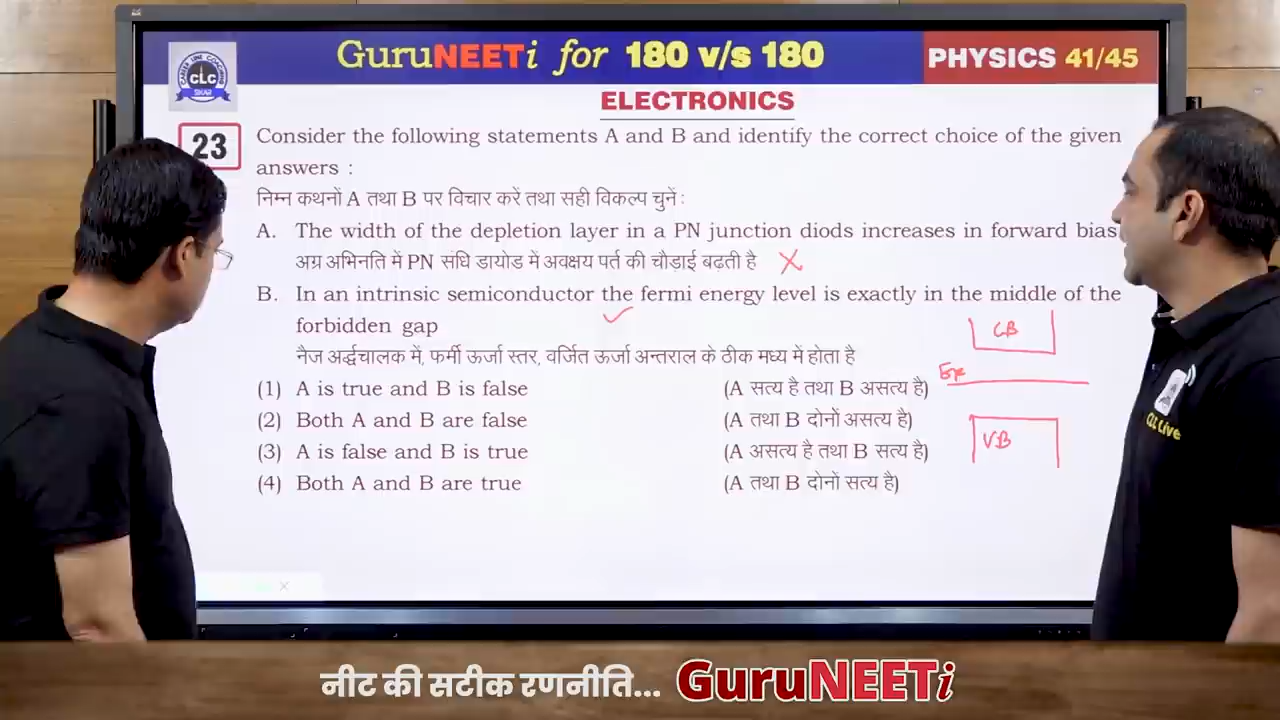 GuruNEETi for 180 v/s 180
PHYSICS 41/45
CLC
ELECTRONICS
23
Consider the following statements A and B and identify the correct choice of the given
answers :
निम्न कथनों A तथा B पर विचार करें तथा सही विकल्प चुनें:
A. The width of the depletion layer in a PN junction diods increases in forward bias
अग्र अभिनति में PN संधि डायोड में अवक्षय पर्त की चौड़ाई बढ़ती है
B. In an intrinsic semiconductor the fermi energy level is exactly in the middle of the
forbidden gap
नैज अर्द्धचालक में, फर्मी ऊर्जा स्तर, वर्जित ऊर्जा अन्तराल के ठीक मध्य में होता है
CB
VB
(1) A is true and B is false (A सत्य है तथा B असत्य है)
(2) Both A and B are false (A तथा B दोनों असत्य है)
(3) A is false and B is true (A असत्य है तथा B सत्य है)
(4) Both A and B are true (A तथा B दोनों सत्य है)
CLC Live
नीट की सटीक रणनीति... GuruNEETi